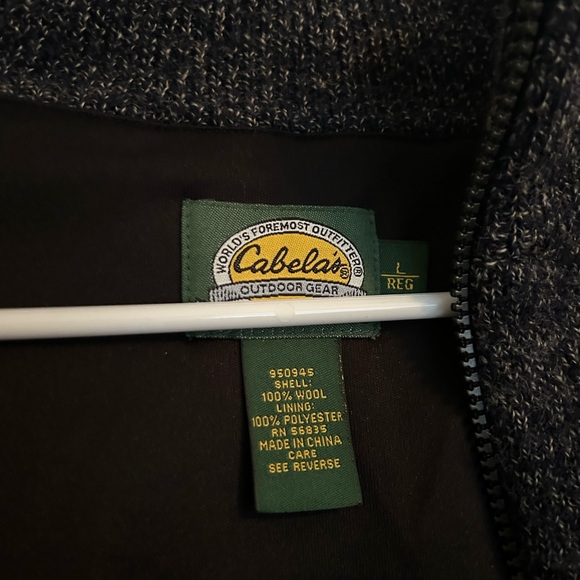 WORLD'S FOREMOST OUTFITTER®
Cabela's®
OUTDOOR GEAR
L
REG
950945
SHELL:
100% WOOL
LINING:
100% POLYESTER
RN 56835
MADE IN CHINA
CARE
SEE REVERSE